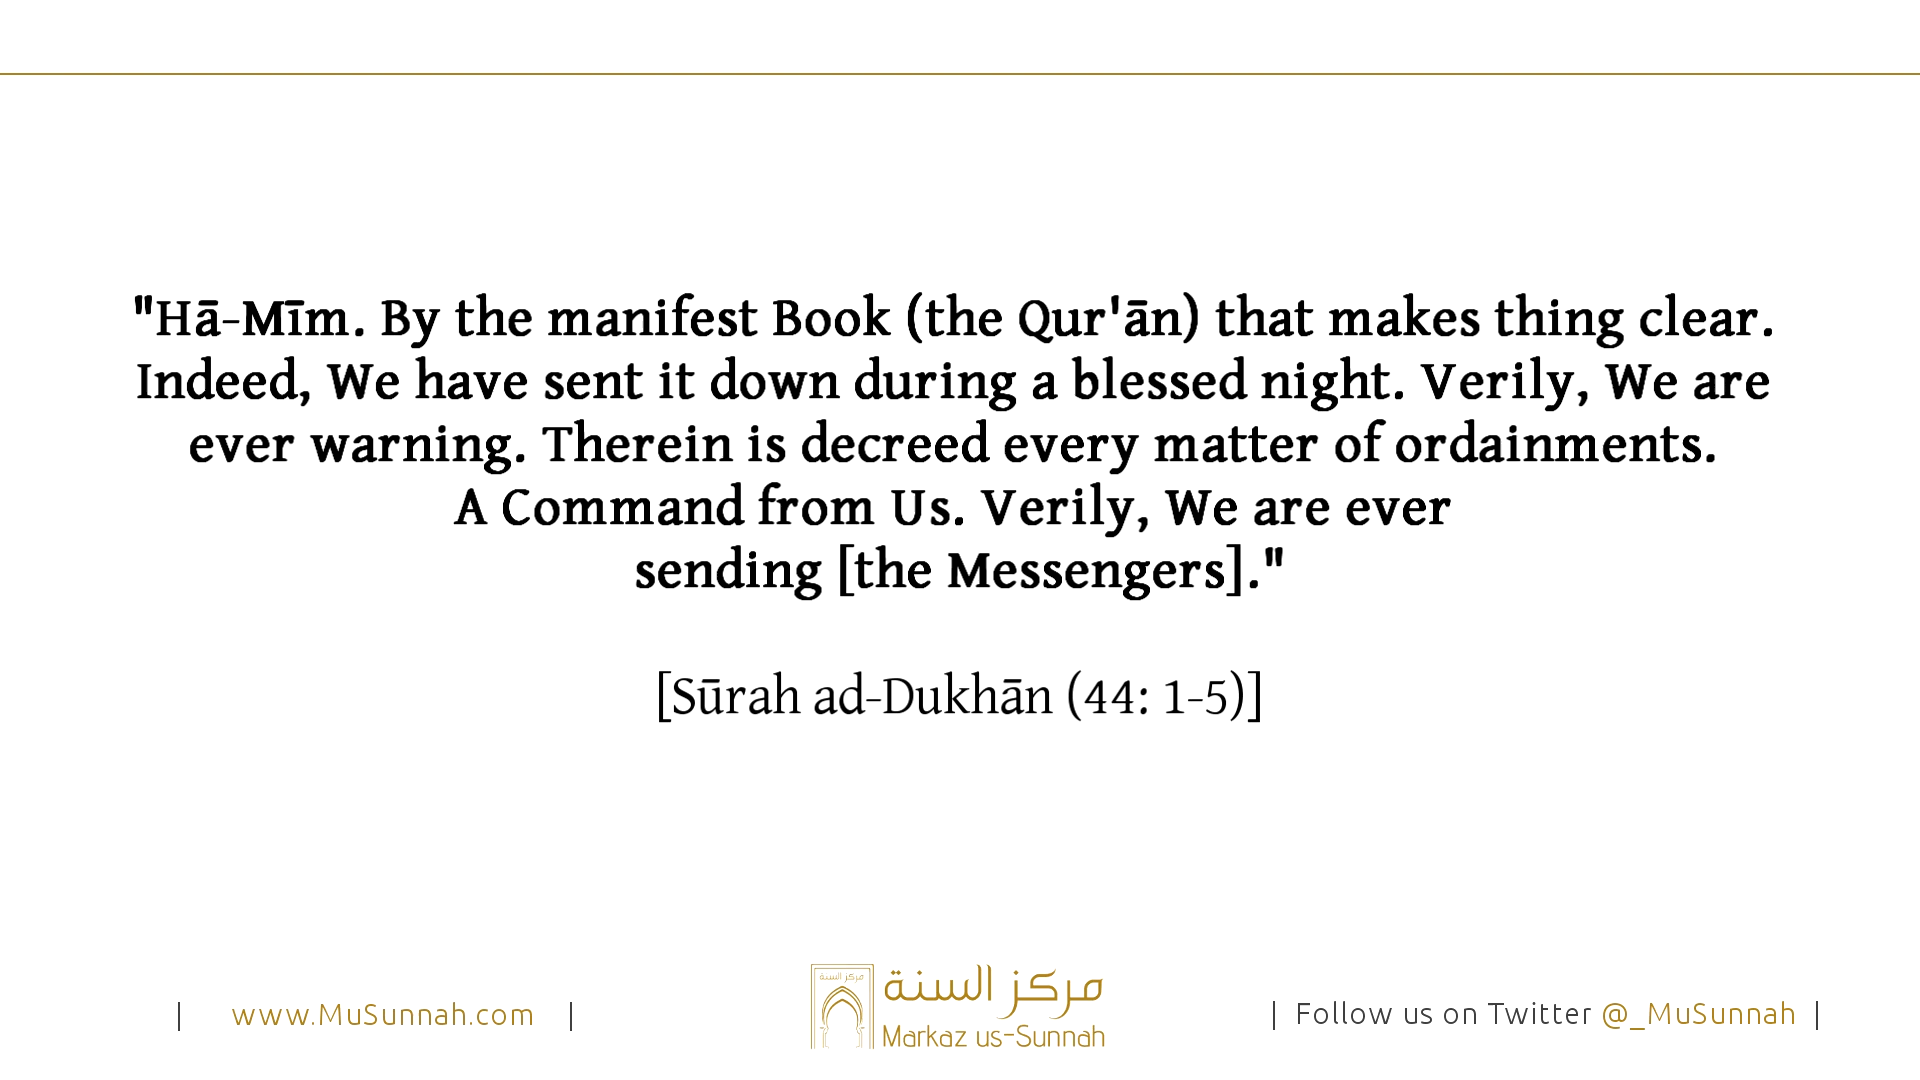 "Hā-Mīm. By the manifest Book (the Qur'ān) that makes thing clear.
Indeed, We have sent it down during a blessed night. Verily, We are
ever warning. Therein is decreed every matter of ordainments.
A Command from Us. Verily, We are ever
sending [the Messengers]."
[Sūrah ad-Dukhān (44: 1-5)]
| www.MuSunnah.com |
مركز السنة
مركز السنة
Markaz us-Sunnah
| Follow us on Twitter @_MuSunnah |